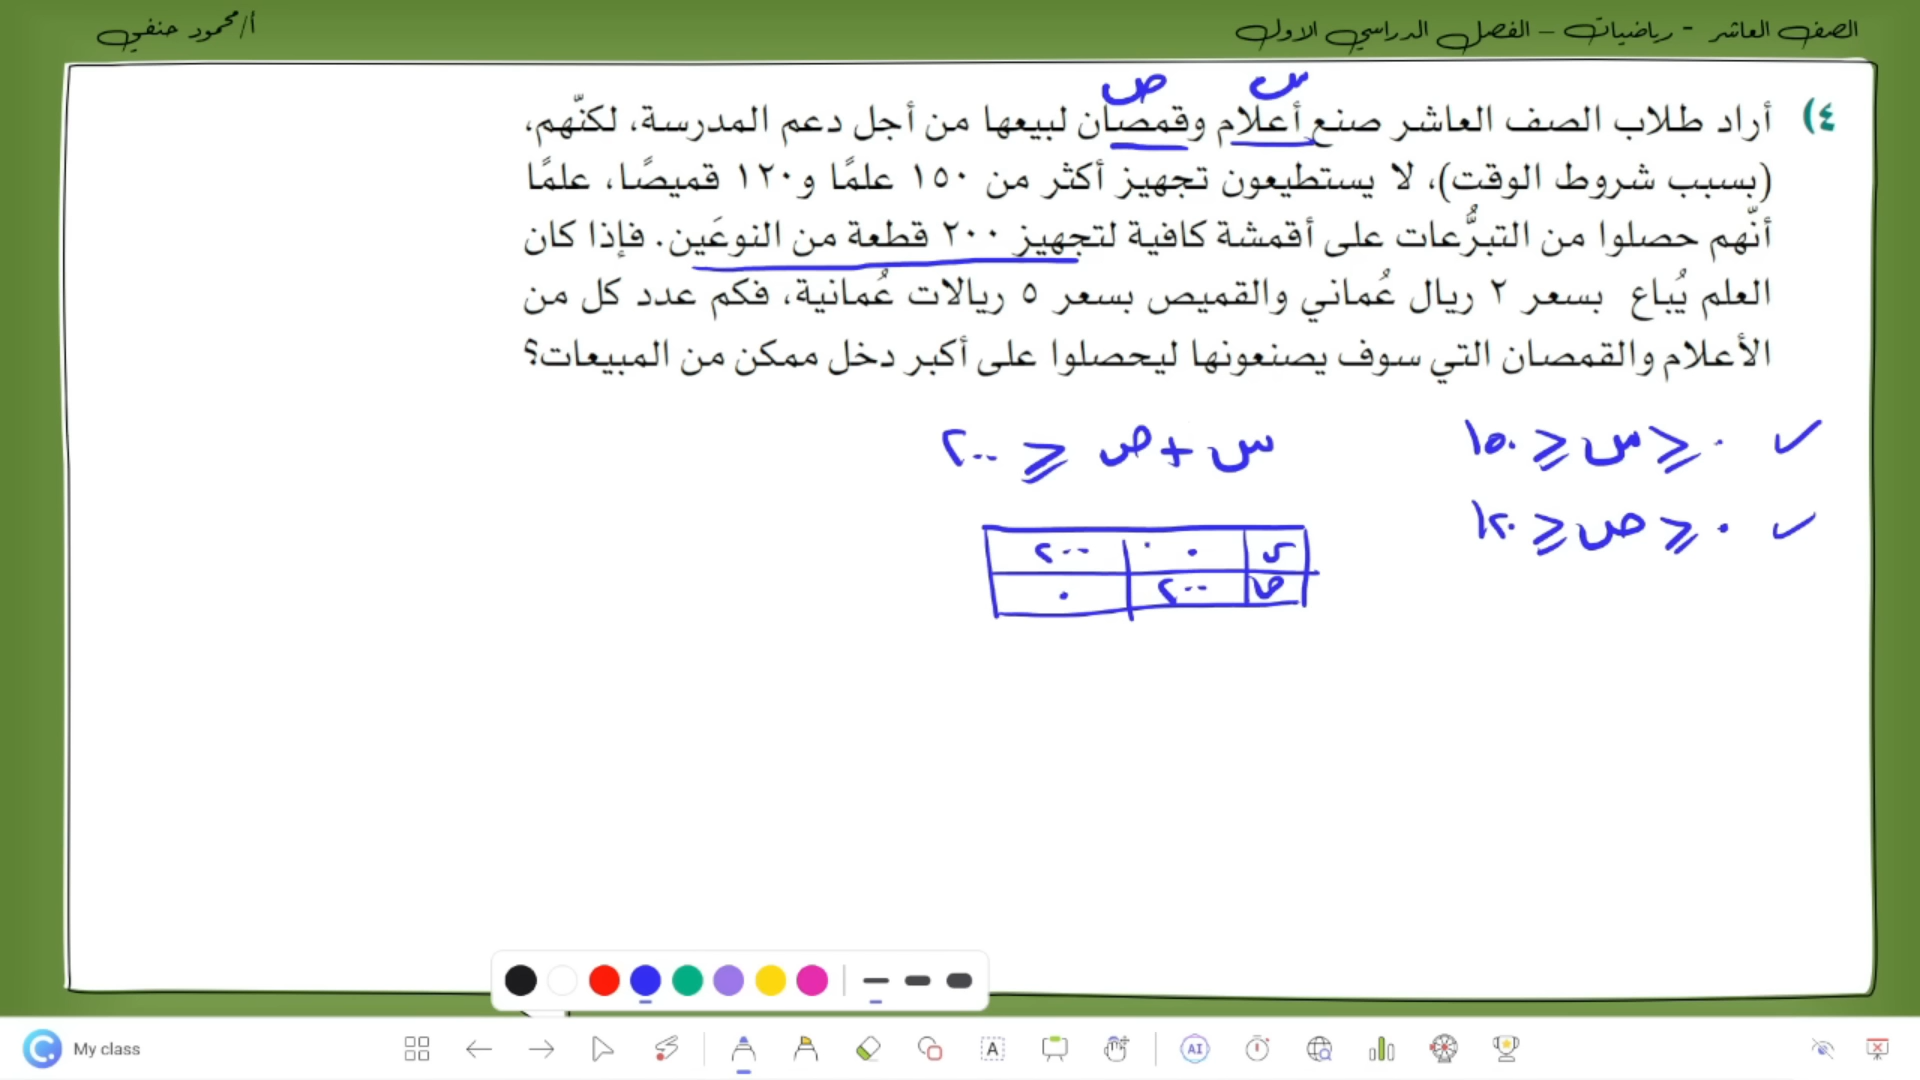 الصف العاشر - رياضيات – الفصل الدراسي الاول
أ/محمود حنفي
س
ص
٤) أراد طلاب الصف العاشر صنع أعلام وقمصان لبيعها من أجل دعم المدرسة، لكنّهم،
(بسبب شروط الوقت)، لا يستطيعون تجهيز أكثر من ١٥٠ علمًا و١٢٠ قميصًا، علمًا
أنّهم حصلوا من التبرُّعات على أقمشة كافية لتجهيز ٢٠٠ قطعة من النوعَين. فإذا كان
العلم يُباع بسعر ٢ ريال عُماني والقميص بسعر ٥ ريالات عُمانية، فكم عدد كل من
الأعلام والقمصان التي سوف يصنعونها ليحصلوا على أكبر دخل ممكن من المبيعات؟
✓ ٠ ⩽ س ⩽ ١٥٠
س + ص ⩽ ٢٠٠
✓ ٠ ⩽ ص ⩽ ١٢٠
س ٠ ٢٠٠
ص ٢٠٠ ٠
My class
A
AI